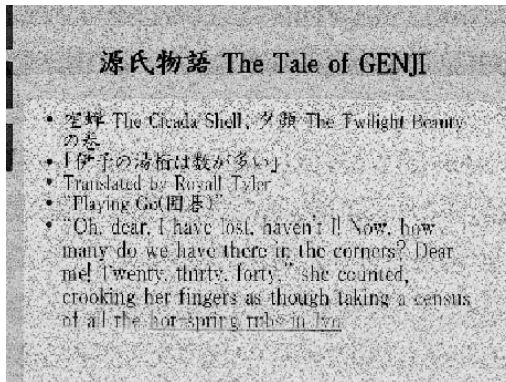 源氏物語 The Tale of GENJI
• 空蝉 The Cicada Shell, 夕顔 The Twilight Beauty
の巻
• 「伊予の湯桁は数が多い」
• Translated by Royall Tyler
• "Playing Go(囲碁)"
• "Oh, dear, I have lost, haven't I! Now, how
many do we have there in the corners? Dear
me! Twenty, thirty, forty," she counted,
crooking her fingers as though taking a census
of all the hot-spring tubs in Iyo